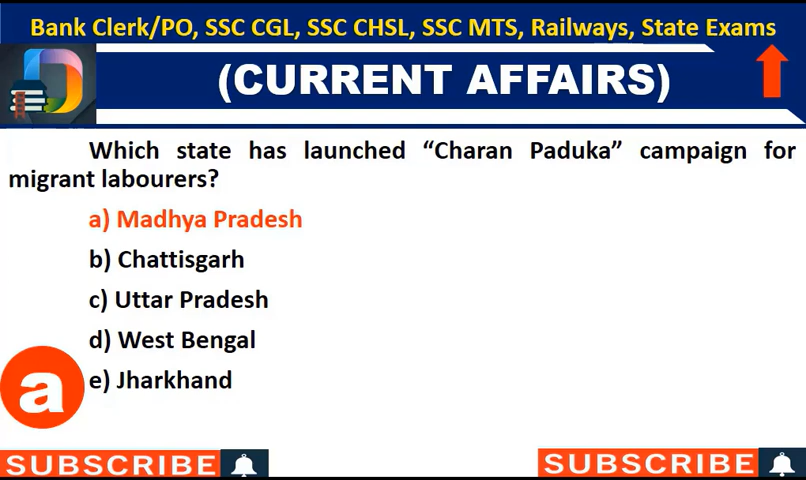 Bank Clerk/PO, SSC CGL, SSC CHSL, SSC MTS, Railways, State Exams
(CURRENT AFFAIRS)
Which state has launched “Charan Paduka” campaign for
migrant labourers?
a) Madhya Pradesh
b) Chattisgarh
c) Uttar Pradesh
d) West Bengal
e) Jharkhand
a
SUBSCRIBE
SUBSCRIBE